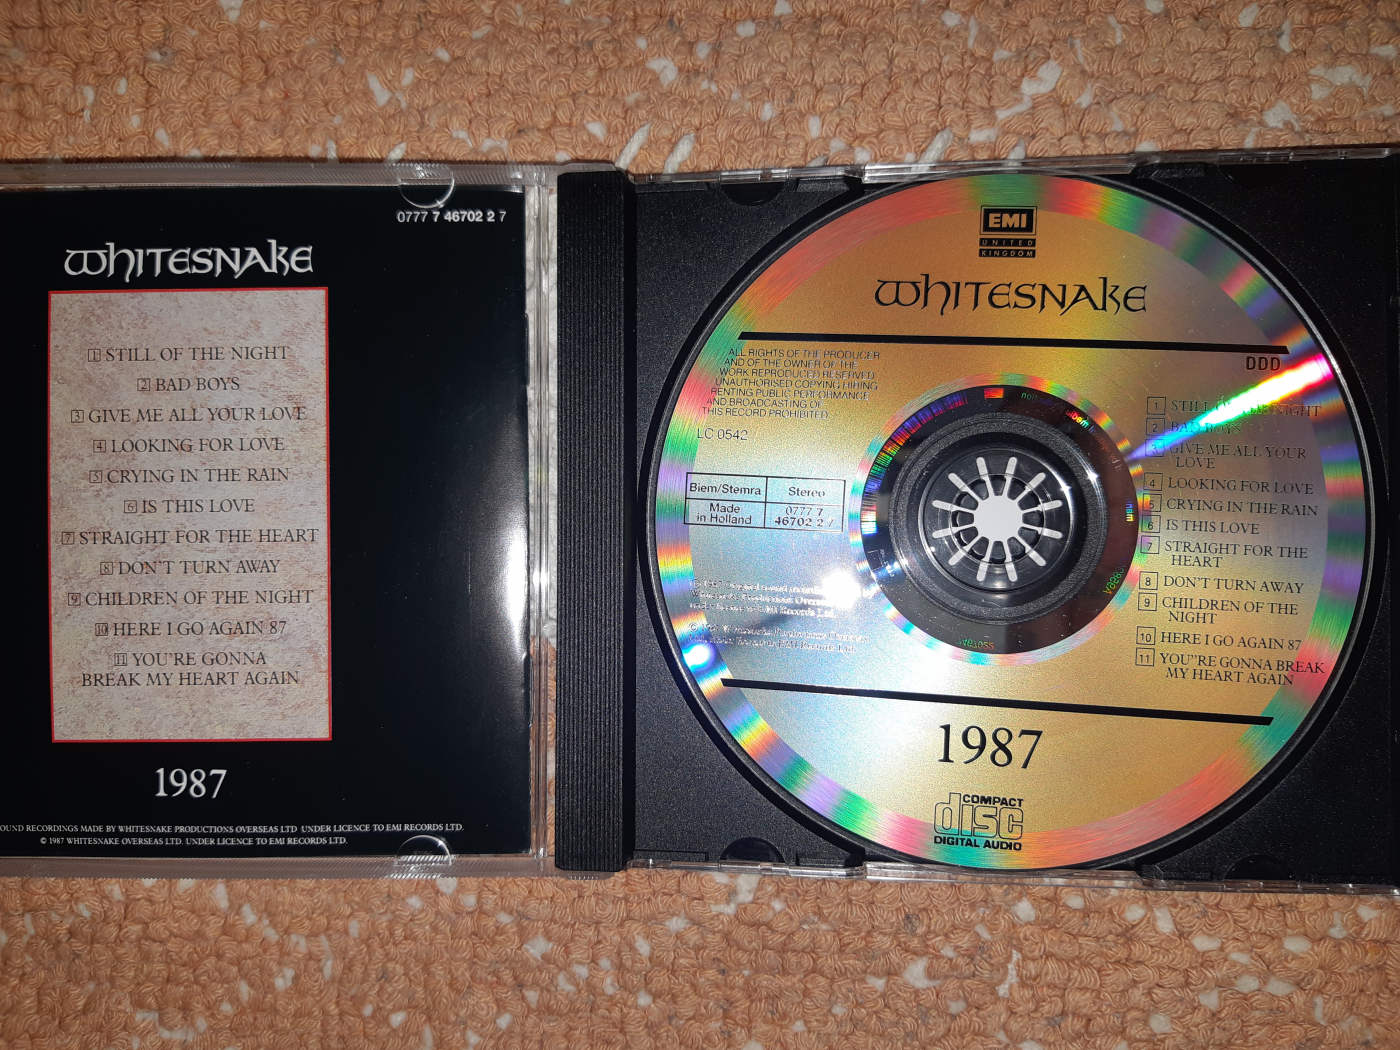 0777 7 46702 2 7
WHITESNAKE
1 STILL OF THE NIGHT
2 BAD BOYS
3 GIVE ME ALL YOUR LOVE
4 LOOKING FOR LOVE
5 CRYING IN THE RAIN
6 IS THIS LOVE
7 STRAIGHT FOR THE HEART
8 DON'T TURN AWAY
9 CHILDREN OF THE NIGHT
10 HERE I GO AGAIN 87
11 YOU'RE GONNA
BREAK MY HEART AGAIN
1987
OUND RECORDINGS MADE BY WHITESNAKE PRODUCTIONS OVERSEAS LTD UNDER LICENCE TO EMI RECORDS LTD.
© 1987 WHITESNAKE OVERSEAS LTD. UNDER LICENCE TO EMI RECORDS LTD.
EMI
UNITED
KINGDOM
WHITESNAKE
ALL RIGHTS OF THE PRODUCER
AND OF THE OWNER OF THE
WORK REPRODUCED RESERVED
UNAUTHORISED COPYING HIRING
RENTING PUBLIC PERFORMANCE
AND BROADCASTING OF
THIS RECORD PROHIBITED
LC 0542
Biem/Stemra
Stereo
Made
in Holland
0777 7
46702 2 7
DDD
1 STILL THE NIGHT
2 BAD BOYS
3 GIVE ME ALL YOUR
LOVE
4 LOOKING FOR LOVE
5 CRYING IN THE RAIN
6 IS THIS LOVE
7 STRAIGHT FOR THE
HEART
8 DON'T TURN AWAY
9 CHILDREN OF THE
NIGHT
10 HERE I GO AGAIN 87
11 YOU"RE GONNA BREAK
MY HEART AGAIN
1987
COMPACT
disc
DIGITAL AUDIO